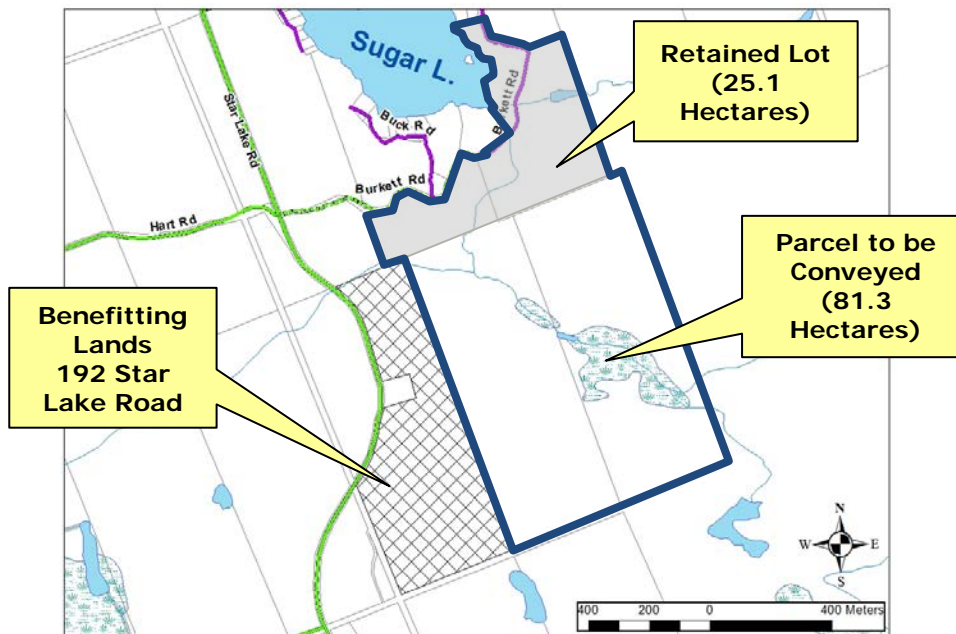 Sugar L.
Retained Lot
(25.1
Hectares)
Star Lake Rd
Buck Rd
Burkett Rd
Burkett Rd
Hart Rd
Parcel to be
Conveyed
(81.3
Hectares)
Benefitting
Lands
192 Star
Lake Road
N
W E
S
400 200 0 400 Meters